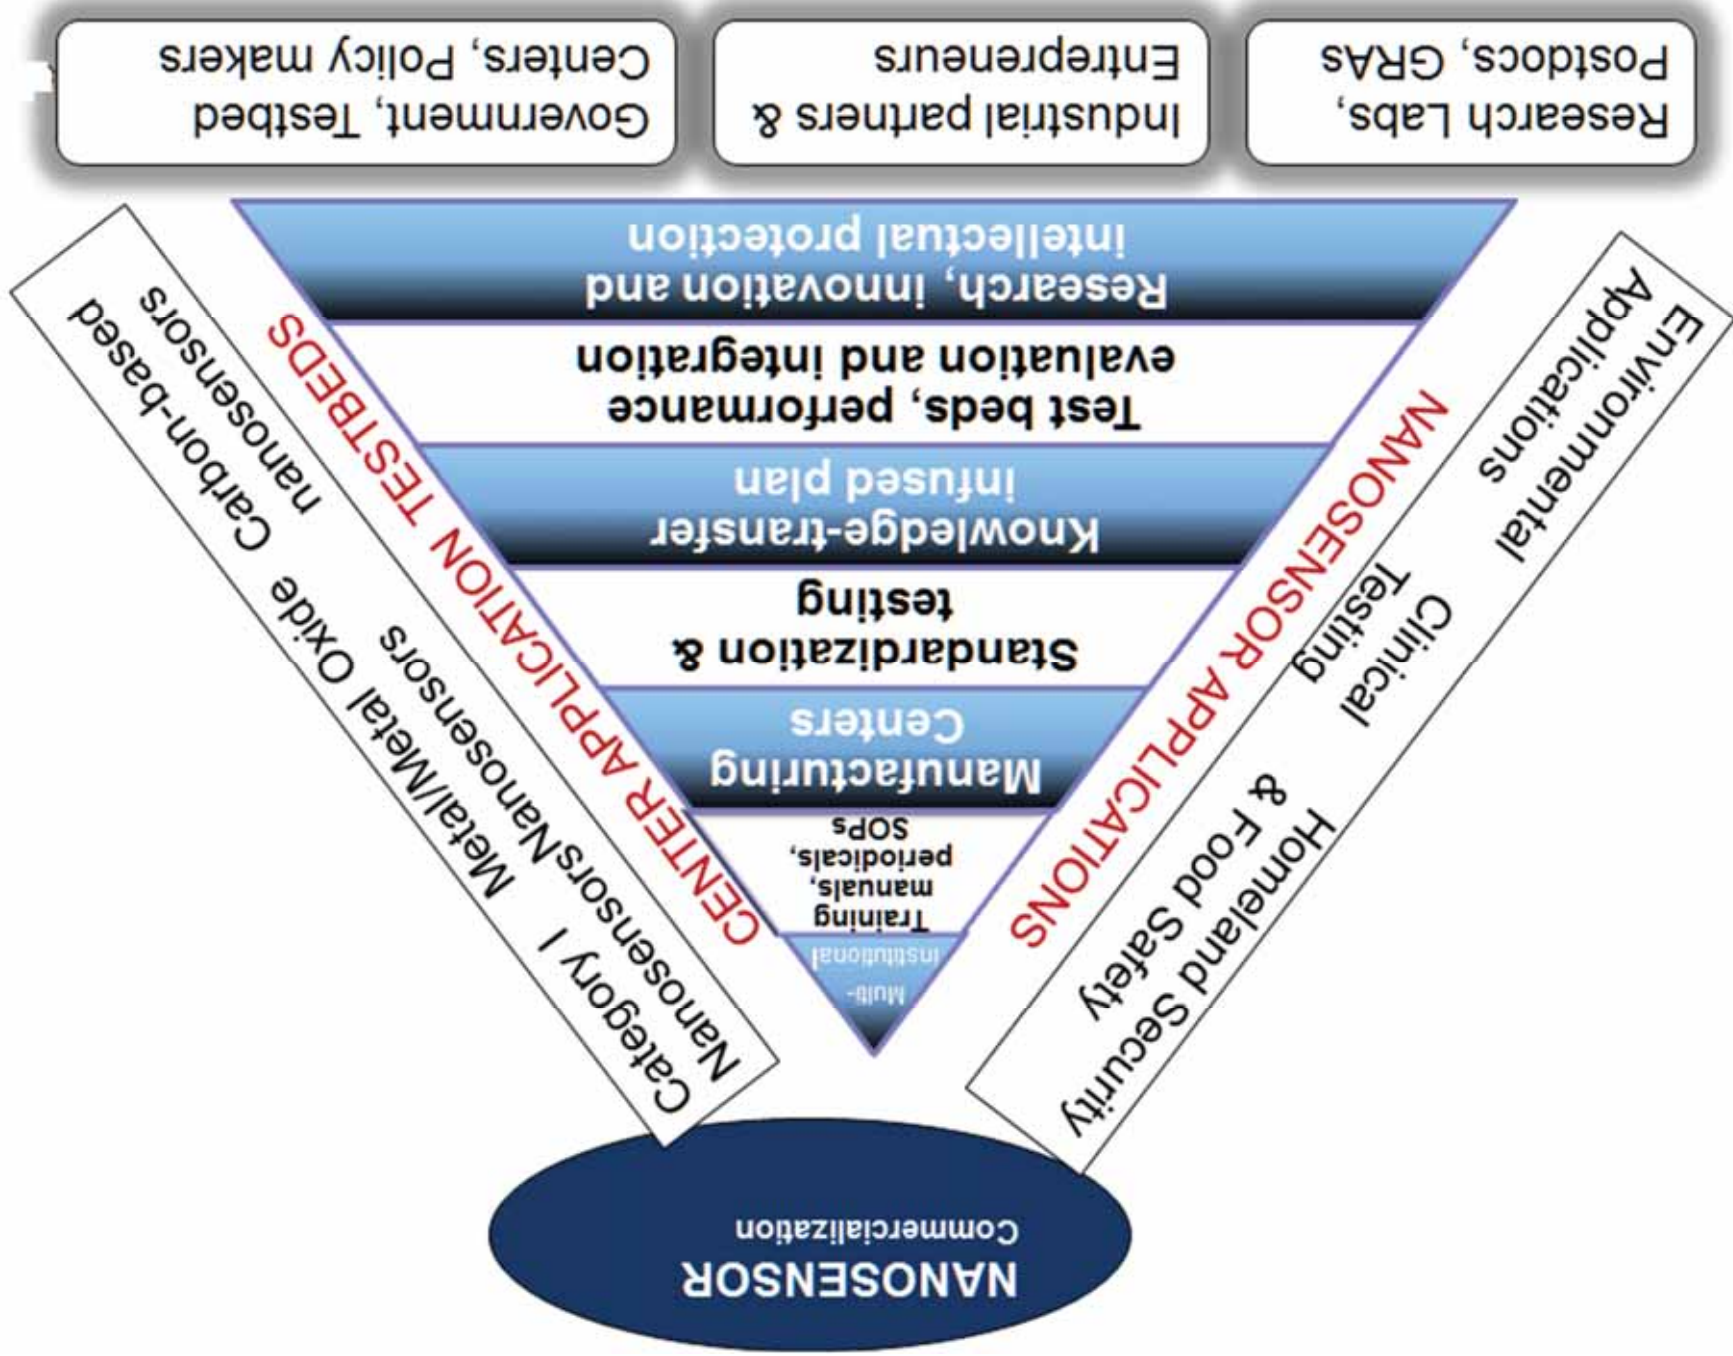 NANOSENSOR
Commercialization
Environmental Clinical Homeland Security
Applications Testing & Food Safety
NANOSENSOR APPLICATIONS
Multi-
institutional
Training
manuals,
periodicals,
SOPs
Manufacturing
Centers
Standardization &
testing
Knowledge-transfer
infused plan
Test beds, performance
evaluation and integration
Research, innovation and
intellectual protection
CENTER APPLICATION TESTBEDS
Category I Metal/Metal Oxide Carbon-based
NanosensorsNanosensors nanosensors
Research Labs,
Postdocs, GRAs
Industrial partners &
Entrepreneurs
Government, Testbed
Centers, Policy makers